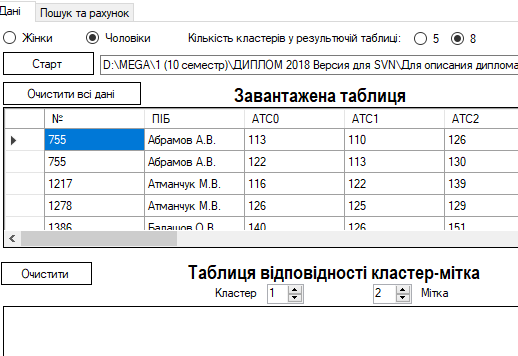 Дані Пошук та рахунок
Жінки Чоловіки Кількість кластерів у результуючій таблиці: 5 8
Старт D:\MEGA\1 (10 семестр)\ДИПЛОМ 2018 Версия для SVN\Для описания диплома
Очистити всі дані Завантажена таблиця
№ ПІБ АТС0 АТС1 АТС2
755 Абрамов А.В. 113 110 126
755 Абрамов А.В. 122 113 130
1217 Атманчук М.В. 116 122 139
1278 Атманчук М.В. 126 125 129
1386 Балашов О.В. 140 126 151
Очистити Таблиця відповідності кластер-мітка
Кластер 1 2 Мітка